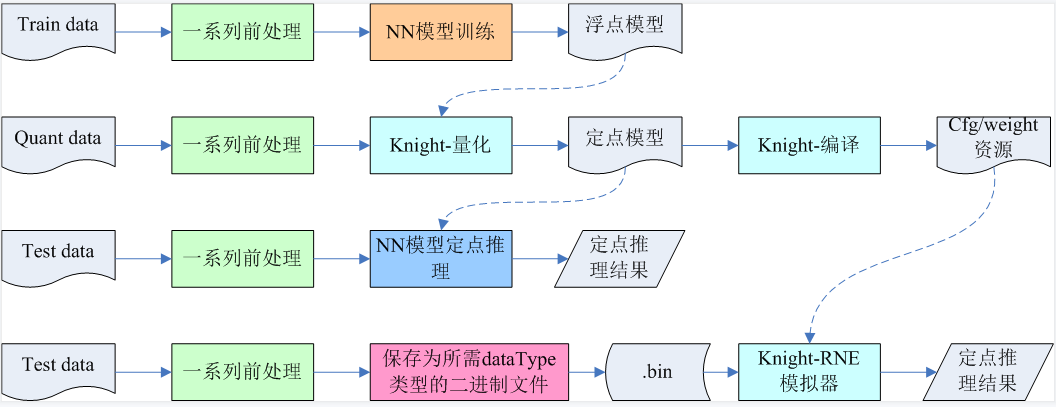 Train data
一系列前处理
NN模型训练
浮点模型
Quant data
一系列前处理
Knight-量化
定点模型
Knight-编译
Cfg/weight
资源
Test data
一系列前处理
NN模型定点推
理
定点推
理结果
Test data
一系列前处理
保存为所需dataType
类型的二进制文件
.bin
Knight-RNE
模拟器
定点推
理结果